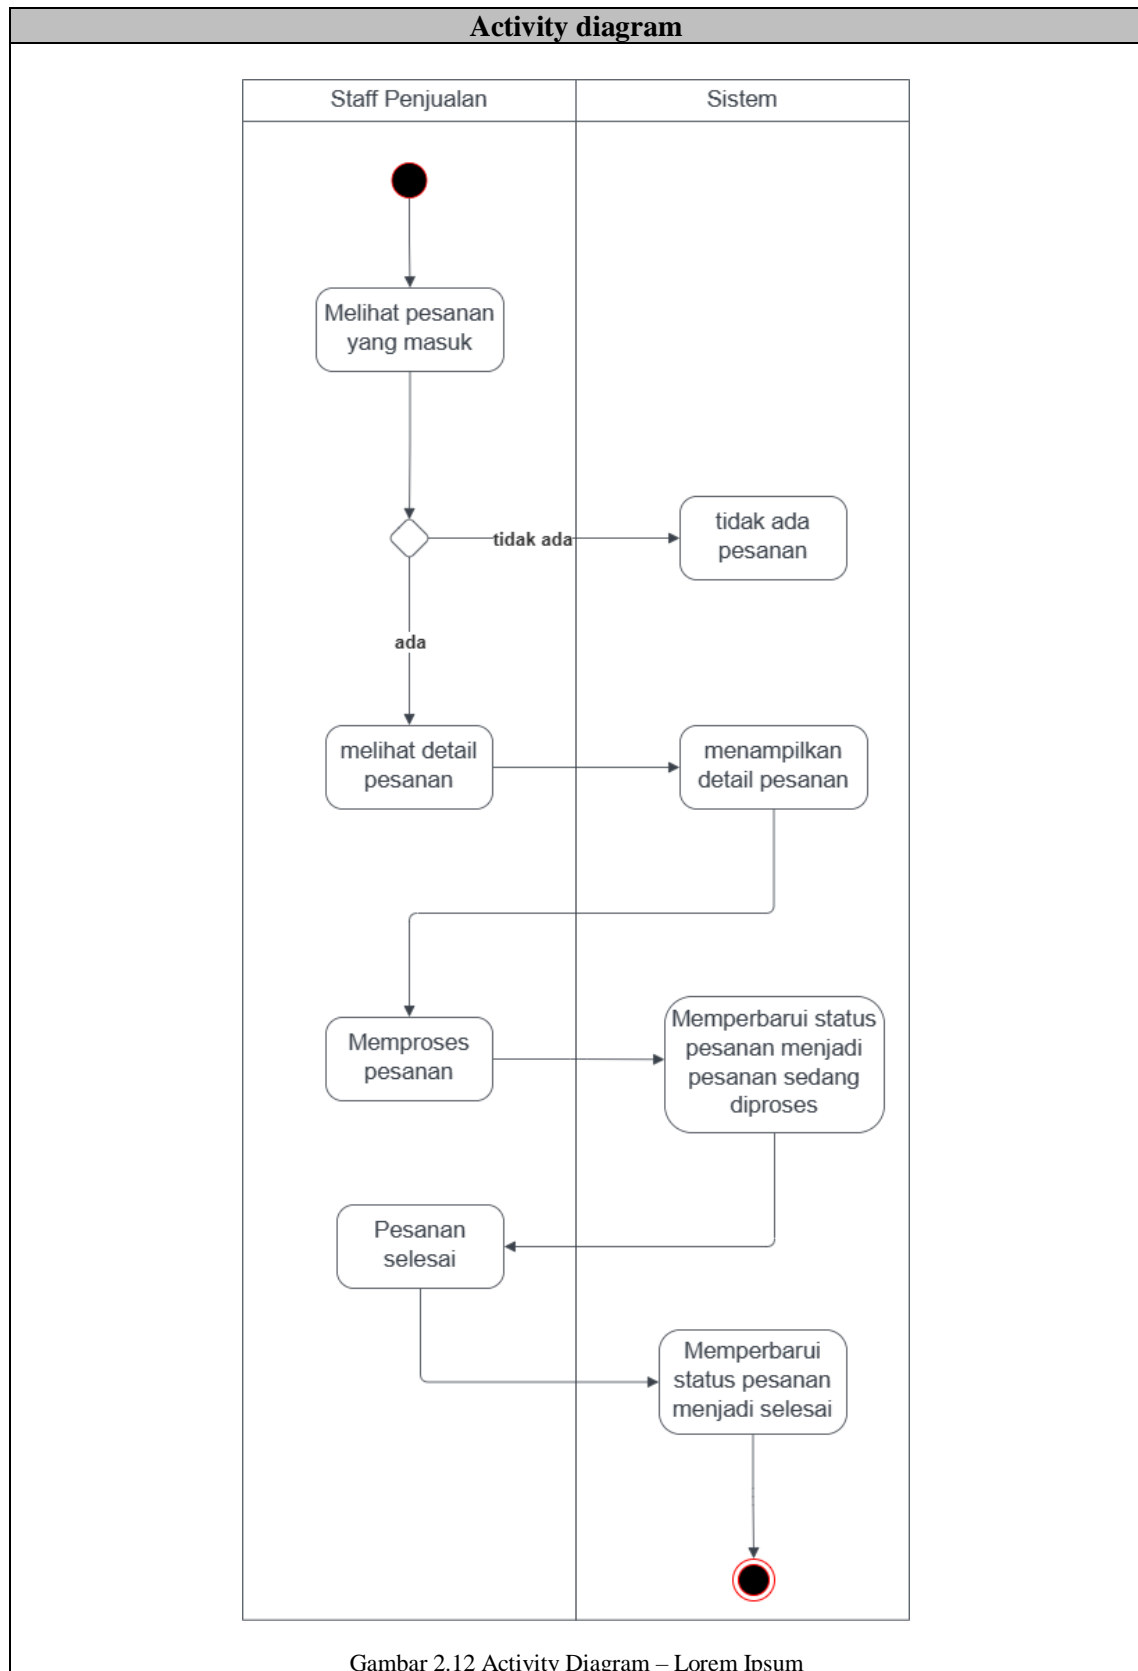 Activity diagram
Staff Penjualan
Sistem
Melihat pesanan
yang masuk
tidak ada
tidak ada
pesanan
ada
melihat detail
pesanan
menampilkan
detail pesanan
Memproses
pesanan
Memperbarui status
pesanan menjadi
pesanan sedang
diproses
Pesanan
selesai
Memperbarui
status pesanan
menjadi selesai
Gambar 2.12 Activity Diagram – Lorem Ipsum